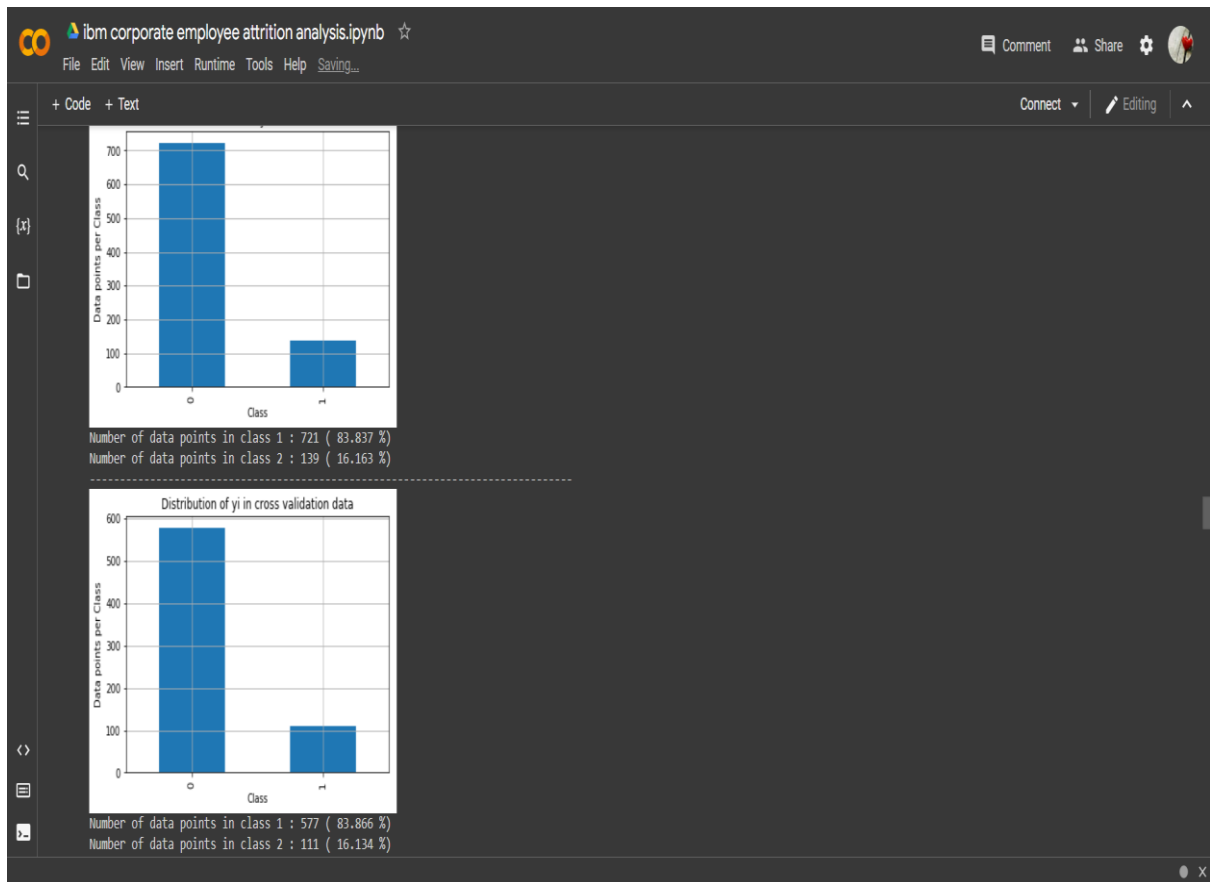 ibm corporate employee attrition analysis.ipynb
Comment
Share
File Edit View Insert Runtime Tools Help Saving...
+ Code + Text
Connect
Editing
{x}
700
600
500
400
300
200
100
0
Data points per Class
0
1
Class
Number of data points in class 1 : 721 ( 83.837 %)
Number of data points in class 2 : 139 ( 16.163 %)
--------------------------------------------------------------------------------
Distribution of yi in cross validation data
600
500
400
300
200
100
0
Data points per Class
0
1
Class
Number of data points in class 1 : 577 ( 83.866 %)
Number of data points in class 2 : 111 ( 16.134 %)